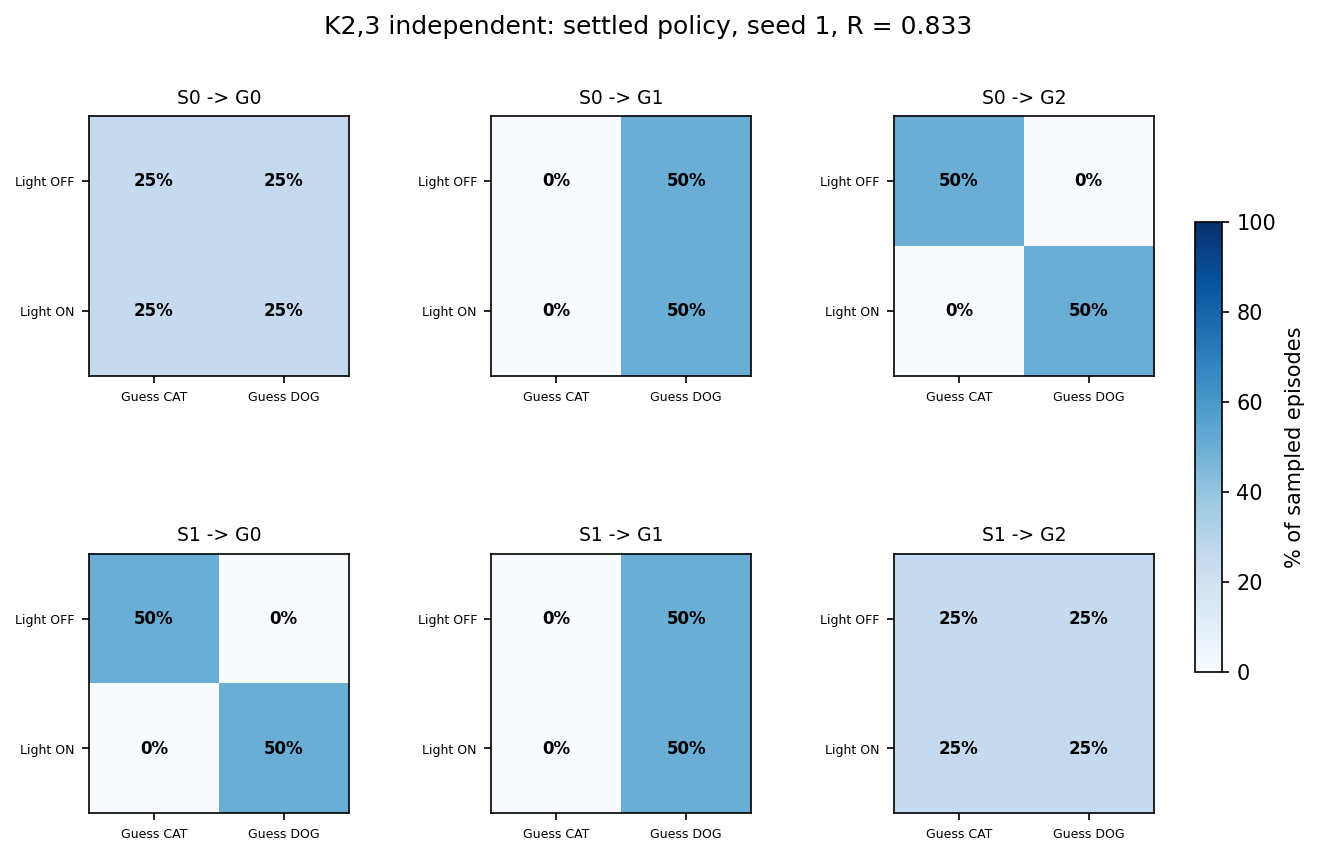 K2,3 independent: settled policy, seed 1, R = 0.833
S0 -> G0
S0 -> G1
S0 -> G2
Light OFF
25%
25%
Light OFF
0%
50%
Light OFF
50%
0%
Light ON
25%
25%
Light ON
0%
50%
Light ON
0%
50%
Guess CAT
Guess DOG
Guess CAT
Guess DOG
Guess CAT
Guess DOG
S1 -> G0
S1 -> G1
S1 -> G2
Light OFF
50%
0%
Light OFF
0%
50%
Light OFF
25%
25%
Light ON
0%
50%
Light ON
0%
50%
Light ON
25%
25%
Guess CAT
Guess DOG
Guess CAT
Guess DOG
Guess CAT
Guess DOG
100
80
60
40
20
0
% of sampled episodes